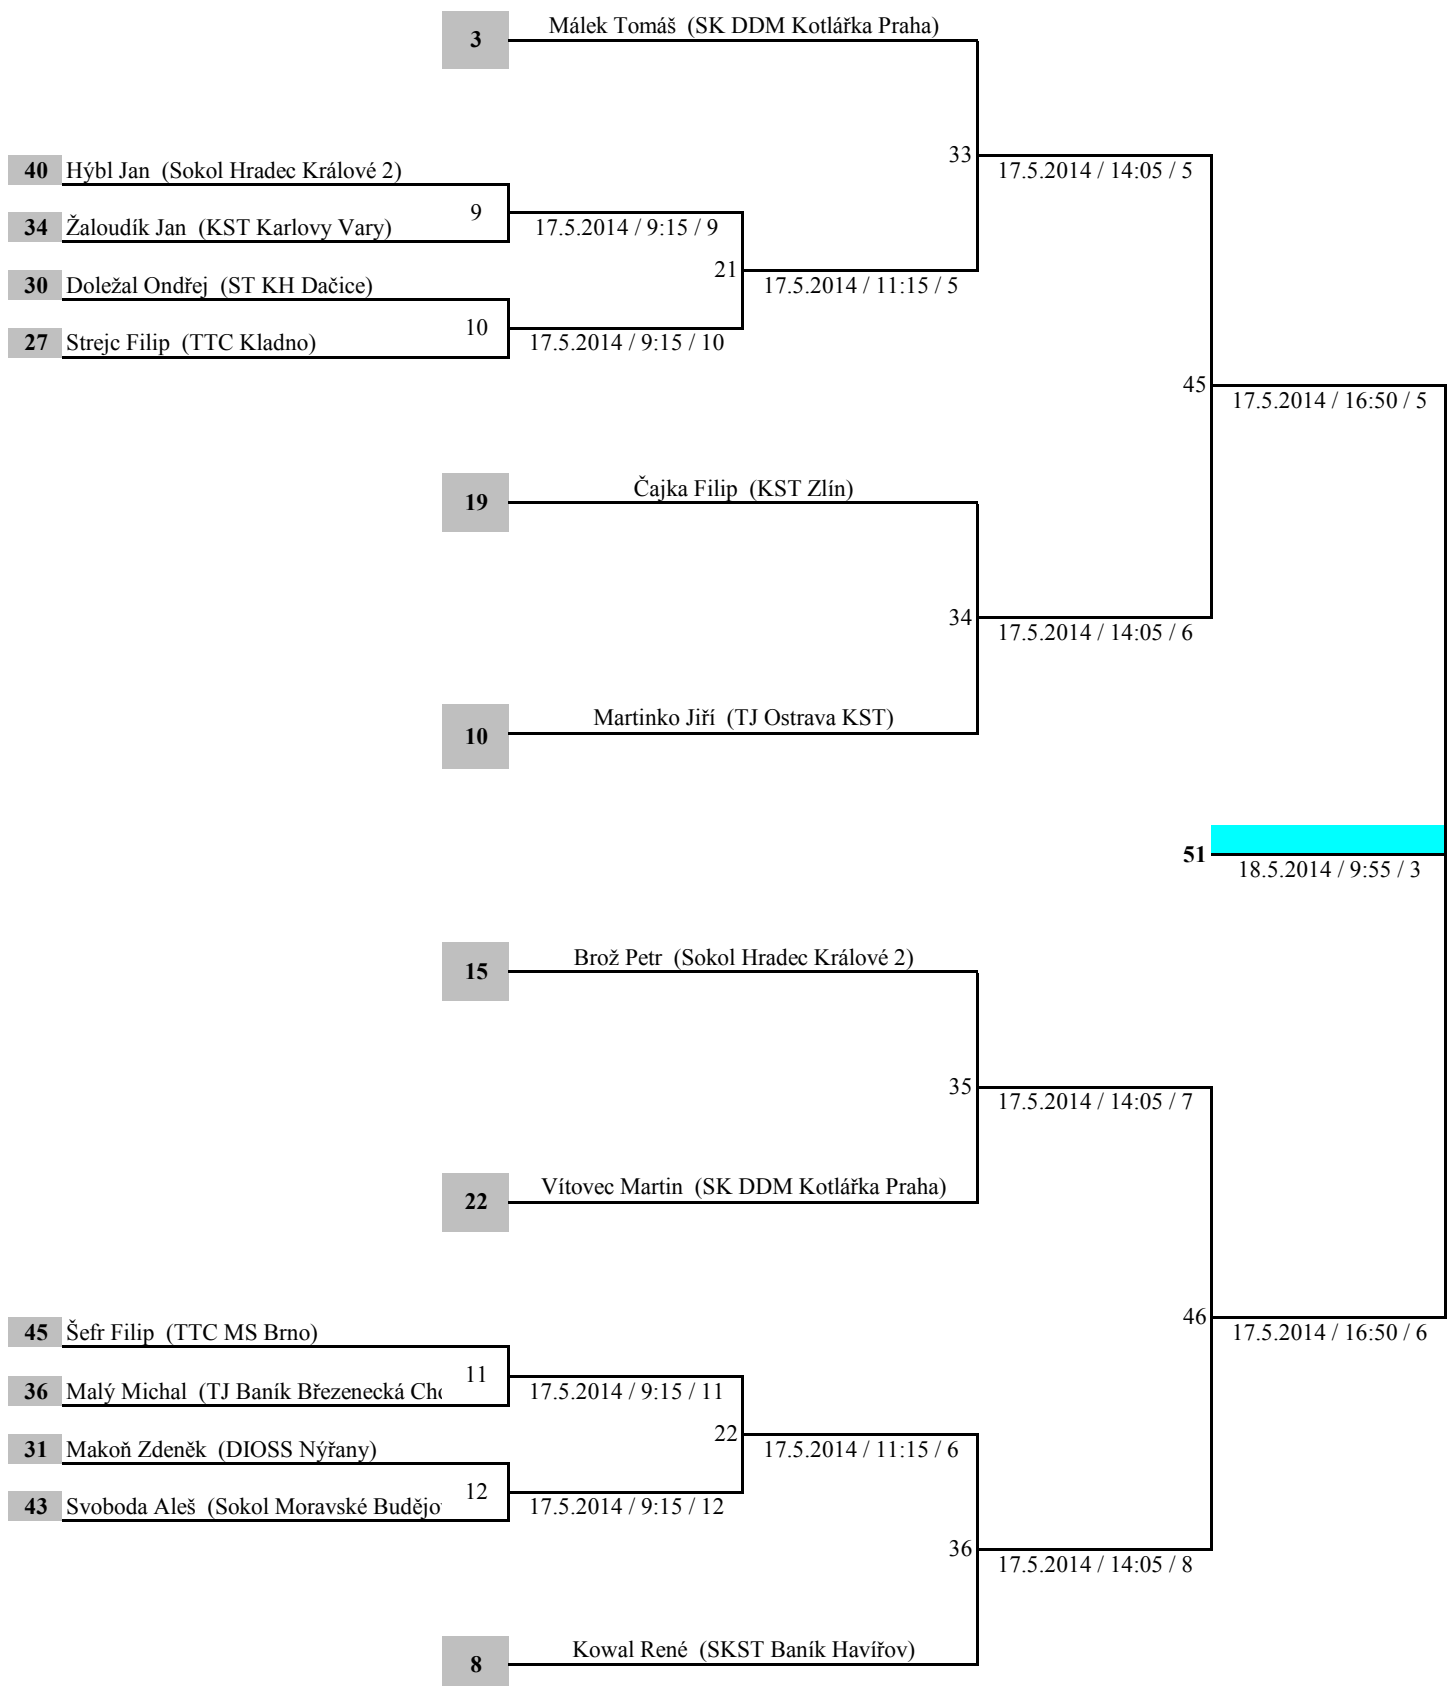 3 Málek Tomáš (SK DDM Kotlářka Praha)
33
40 Hýbl Jan (Sokol Hradec Králové 2)
17.5.2014 / 14:05 / 5
9
34 Žaloudík Jan (KST Karlovy Vary)
17.5.2014 / 9:15 / 9
21
30 Doležal Ondřej (ST KH Dačice)
17.5.2014 / 11:15 / 5
10
27 Strejc Filip (TTC Kladno)
17.5.2014 / 9:15 / 10
45
17.5.2014 / 16:50 / 5
19 Čajka Filip (KST Zlín)
34
17.5.2014 / 14:05 / 6
10 Martinko Jiří (TJ Ostrava KST)
51
18.5.2014 / 9:55 / 3
15 Brož Petr (Sokol Hradec Králové 2)
35
17.5.2014 / 14:05 / 7
22 Vítovec Martin (SK DDM Kotlářka Praha)
46
17.5.2014 / 16:50 / 6
45 Šefr Filip (TTC MS Brno)
11
36 Malý Michal (TJ Baník Březenecká
17.5.2014 / 9:15 / 11
22
31 Makoň Zdeněk (DIOSS Nýřany)
17.5.2014 / 11:15 / 6
12
43 Svoboda Aleš (Sokol Moravské
17.5.2014 / 9:15 / 12
36
17.5.2014 / 14:05 / 8
8 Kowal René (SKST Baník Havířov)